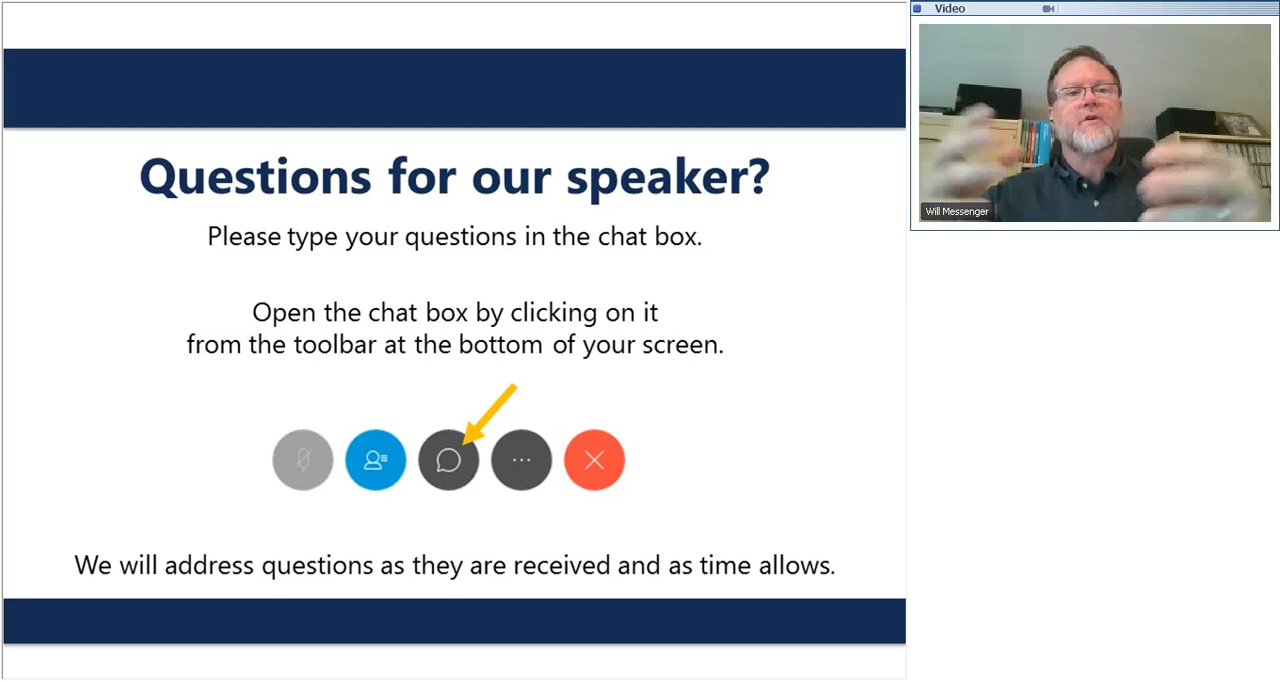 Questions for our speaker?
Please type your questions in the chat box.
Open the chat box by clicking on it
from the toolbar at the bottom of your screen.
We will address questions as they are received and as time allows.
Video
Will Messenger